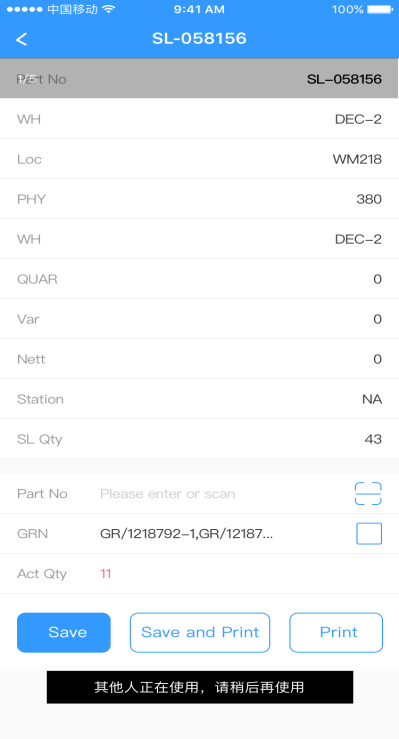 中国移动 9:41 AM 100%
< SL-058156
Part No 1/5 SL-058156
WH DEC-2
Loc WM218
PHY 380
WH DEC-2
QUAR 0
Var 0
Nett 0
Station NA
SL Qty 43
Part No Please enter or scan
GRN GR/1218792-1,GR/12187...
Act Qty 11
Save Save and Print Print
其他人正在使用，请稍后再使用